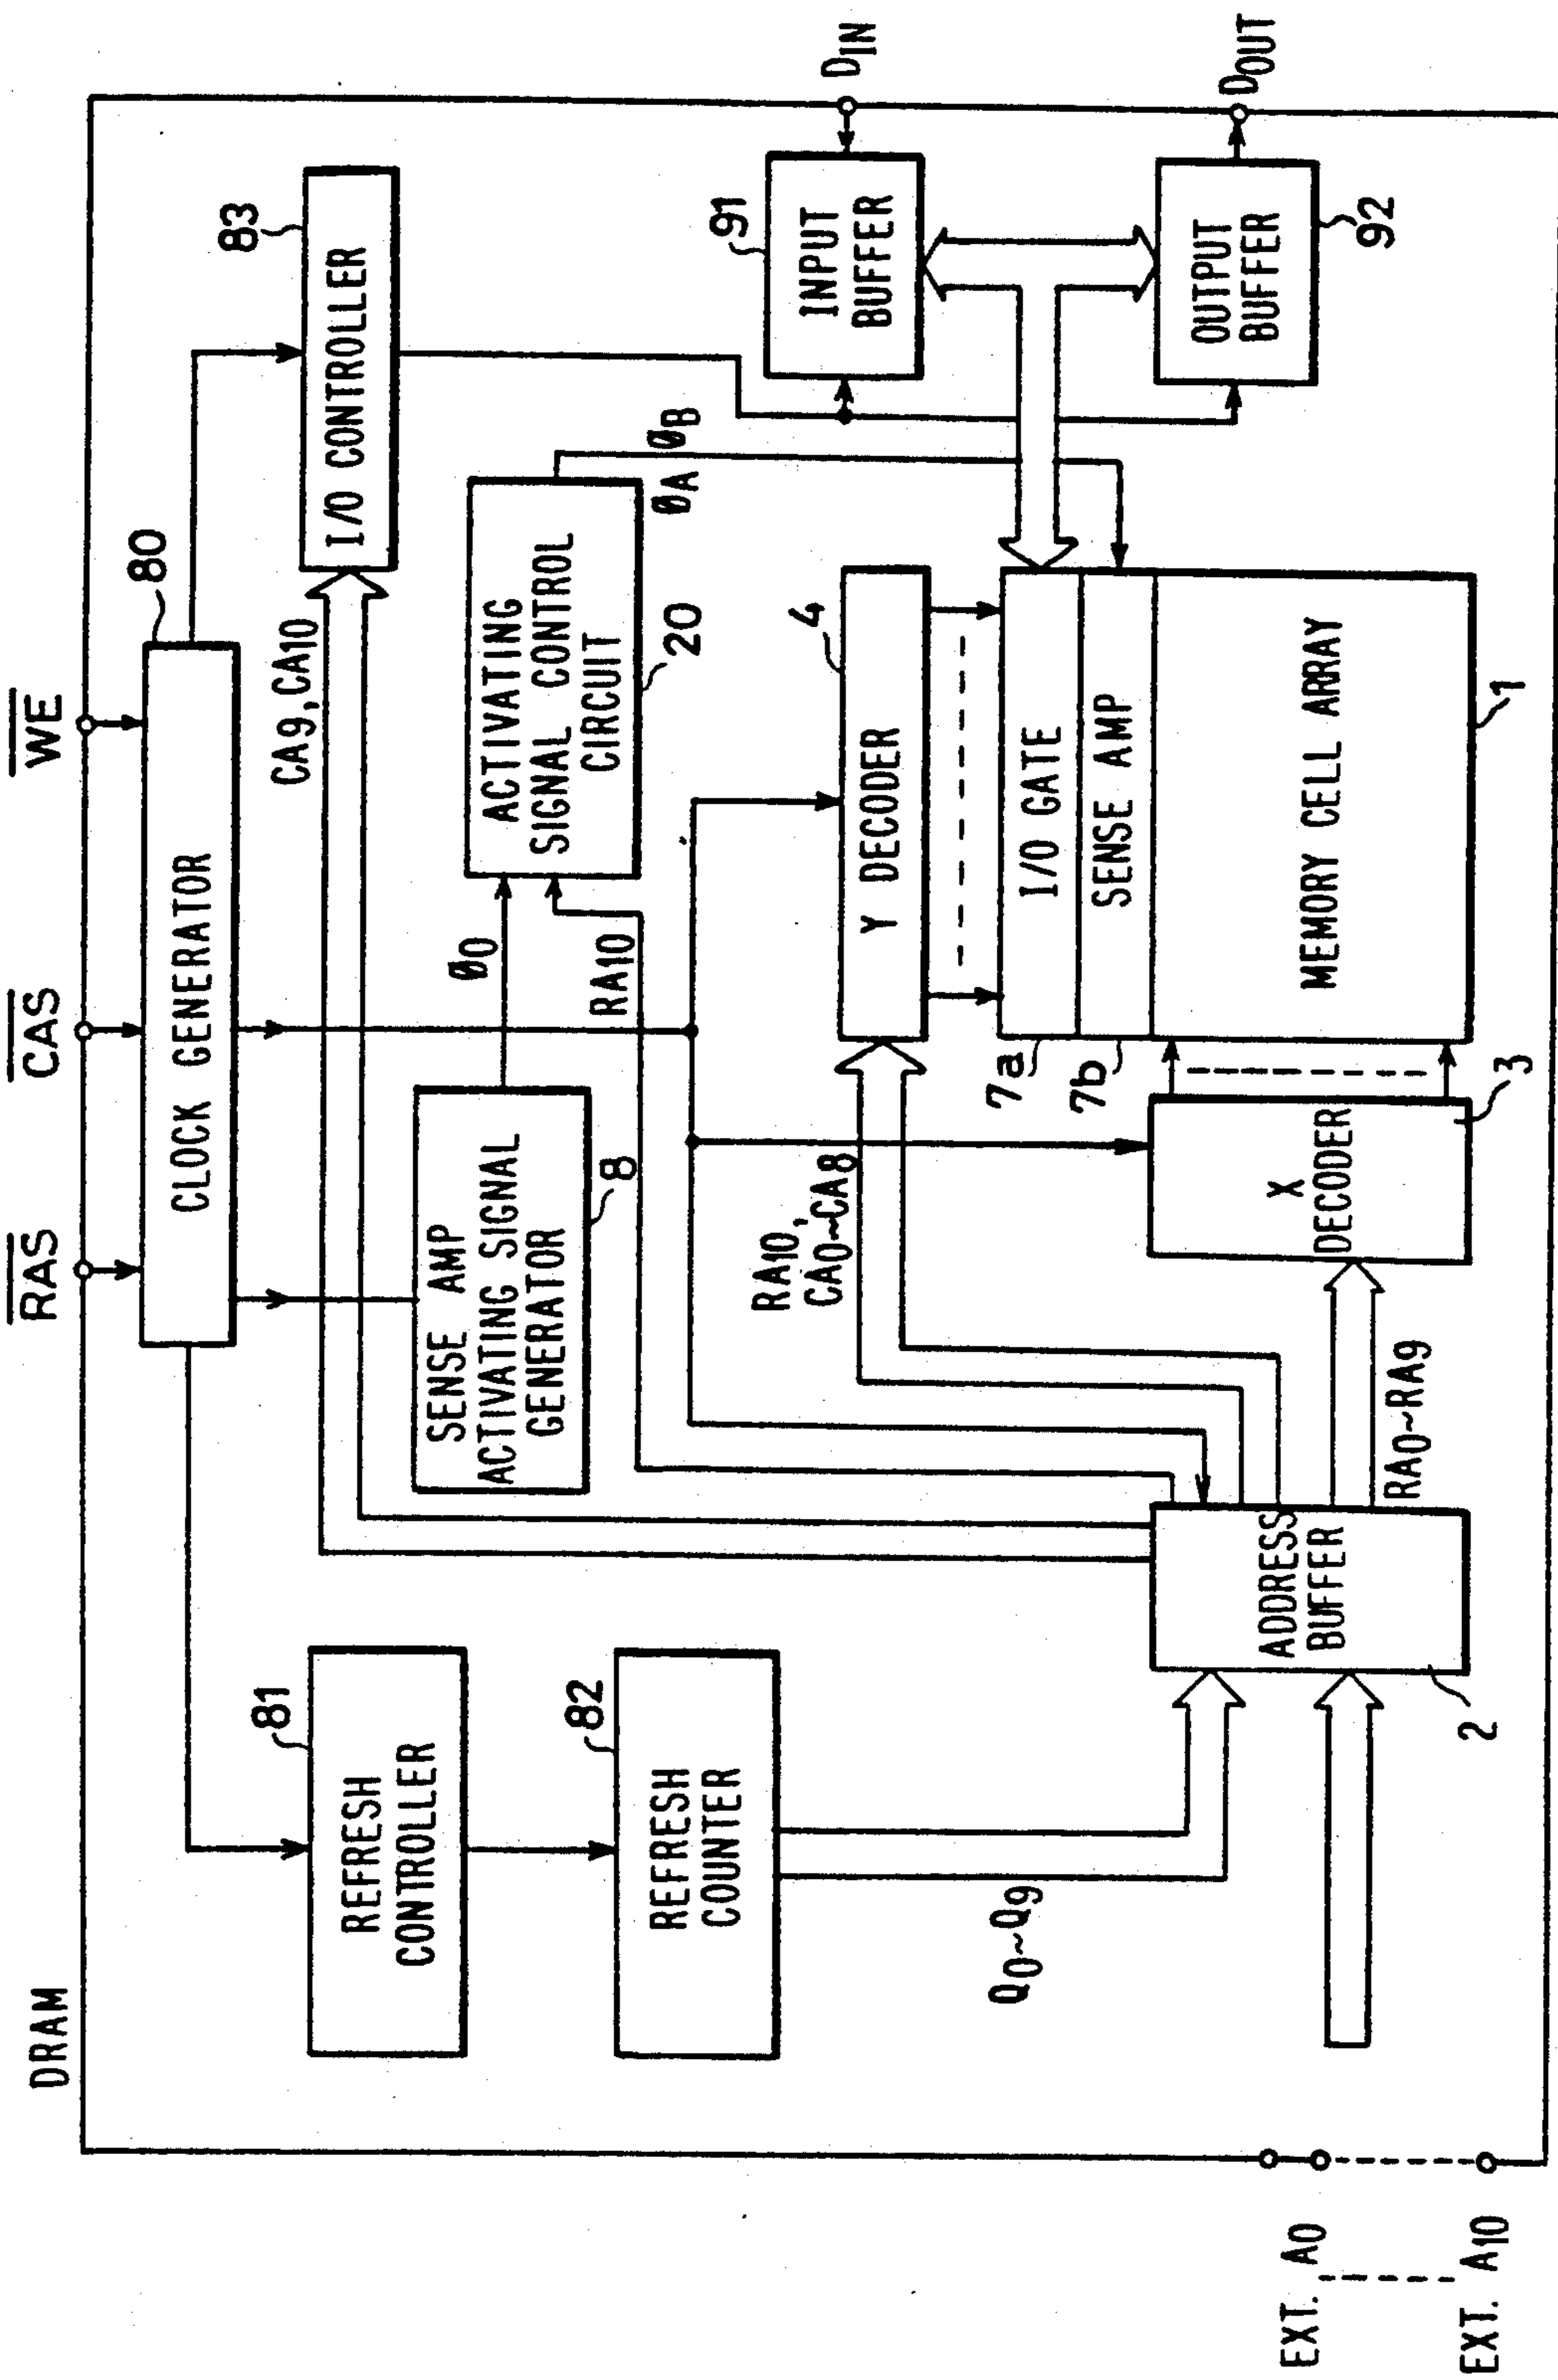 DRAM
RAS
CAS
WE
80
CLOCK GENERATOR
81
REFRESH
CONTROLLER
82
REFRESH
COUNTER
Q0~Q9
CA9, CA10
83
I/O CONTROLLER
SENSE AMP
ACTIVATING SIGNAL
GENERATOR
8
Ø0
RA10
ACTIVATING
SIGNAL CONTROL
CIRCUIT
20
ØA
ØB
RA10,
CA0~CA8
4
Y DECODER
91
INPUT
BUFFER
DIN
7a
I/O GATE
7b
SENSE AMP
MEMORY CELL ARRAY
1
OUTPUT
BUFFER
92
DOUT
X
DECODER
3
RA0~RA9
ADDRESS
BUFFER
2
EXT. A0
EXT. A10